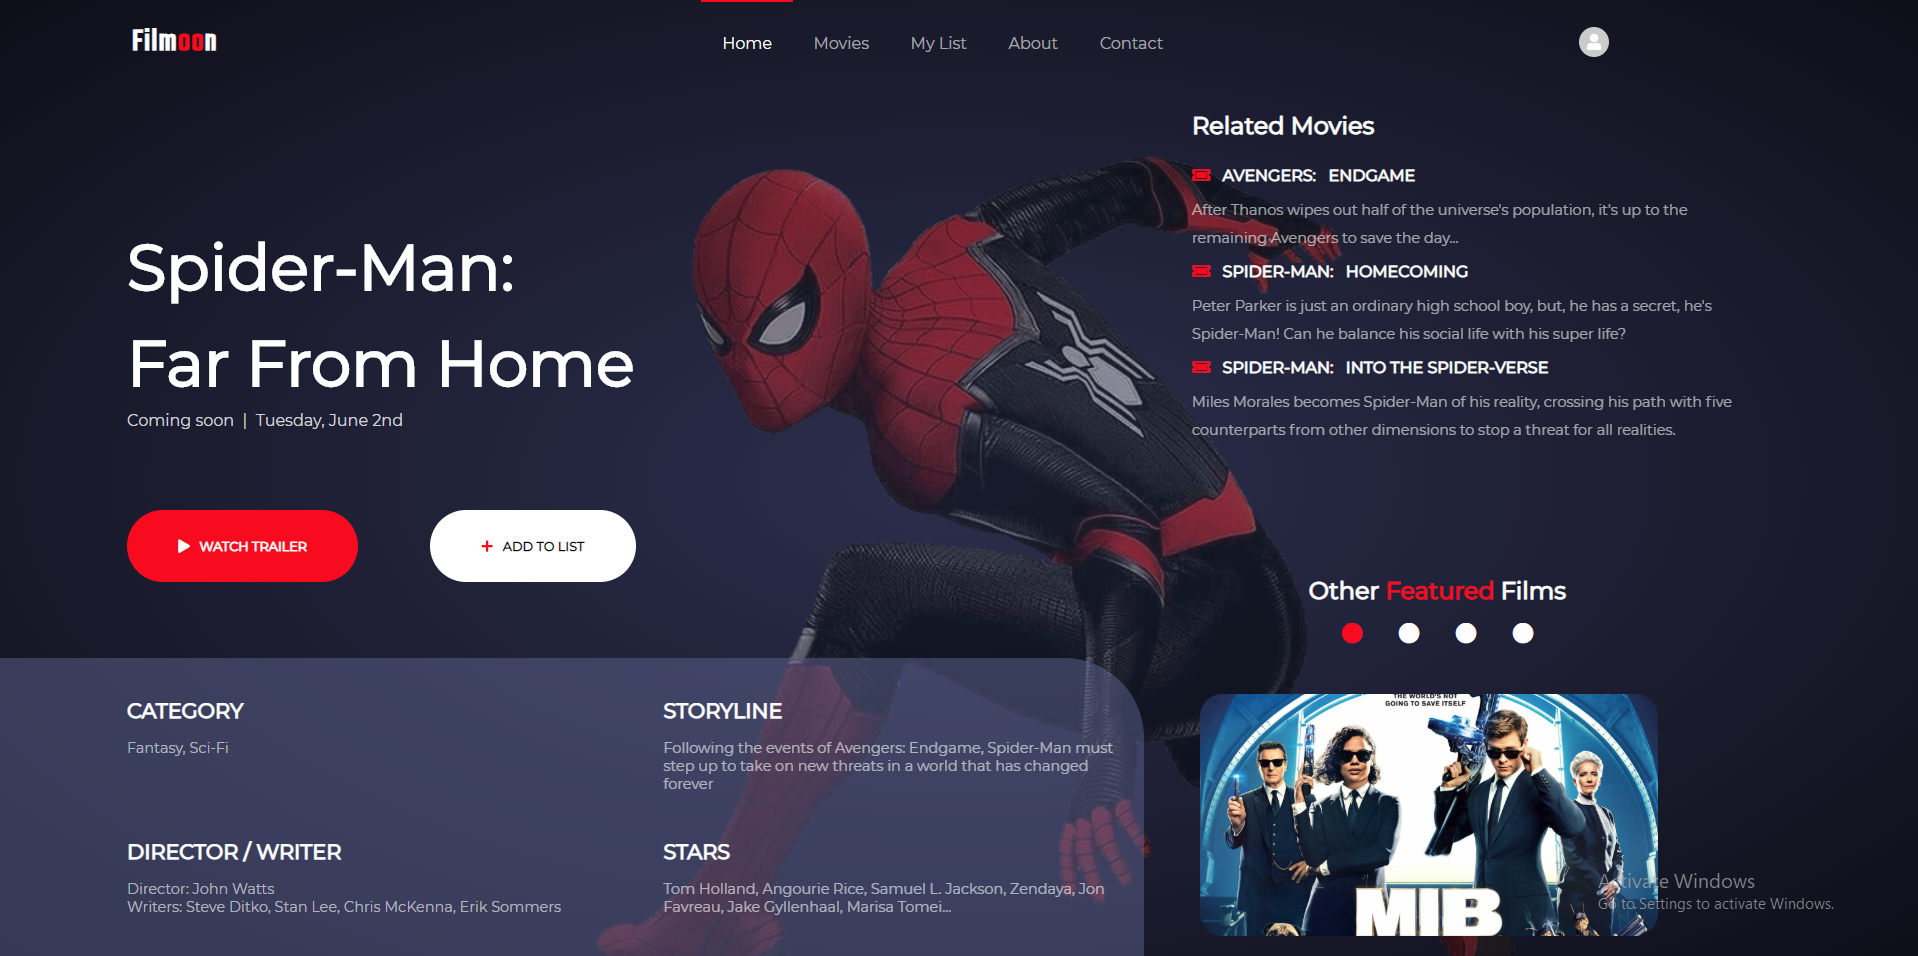 Filmoon
Home
Movies
My List
About
Contact
Spider-Man:
Far From Home
Coming soon | Tuesday, June 2nd
WATCH TRAILER
ADD TO LIST
Related Movies
AVENGERS: ENDGAME
After Thanos wipes out half of the universe's population, it's up to the
remaining Avengers to save the day...
SPIDER-MAN: HOMECOMING
Peter Parker is just an ordinary high school boy, but, he has a secret, he's
Spider-Man! Can he balance his social life with his super life?
SPIDER-MAN: INTO THE SPIDER-VERSE
Miles Morales becomes Spider-Man of his reality, crossing his path with five
counterparts from other dimensions to stop a threat for all realities.
Other Featured Films
CATEGORY
Fantasy, Sci-Fi
STORYLINE
Following the events of Avengers: Endgame, Spider-Man must
step up to take on new threats in a world that has changed
forever
DIRECTOR / WRITER
Director: John Watts
Writers: Steve Ditko, Stan Lee, Chris McKenna, Erik Sommers
STARS
Tom Holland, Angourie Rice, Samuel L. Jackson, Zendaya, Jon
Favreau, Jake Gyllenhaal, Marisa Tomei...
THE WORLD'S NOT
GOING TO SAVE ITSELF
MIB
Activate Windows
Go to Settings to activate Windows.